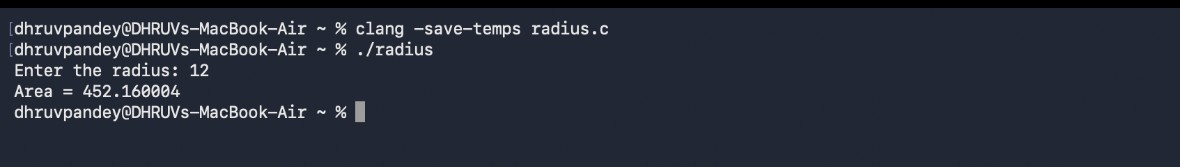 [dhruvpandey@DHRUVs-MacBook-Air ~ % clang -save-temps radius.c
[dhruvpandey@DHRUVs-MacBook-Air ~ % ./radius
Enter the radius: 12
Area = 452.160004
dhruvpandey@DHRUVs-MacBook-Air ~ %